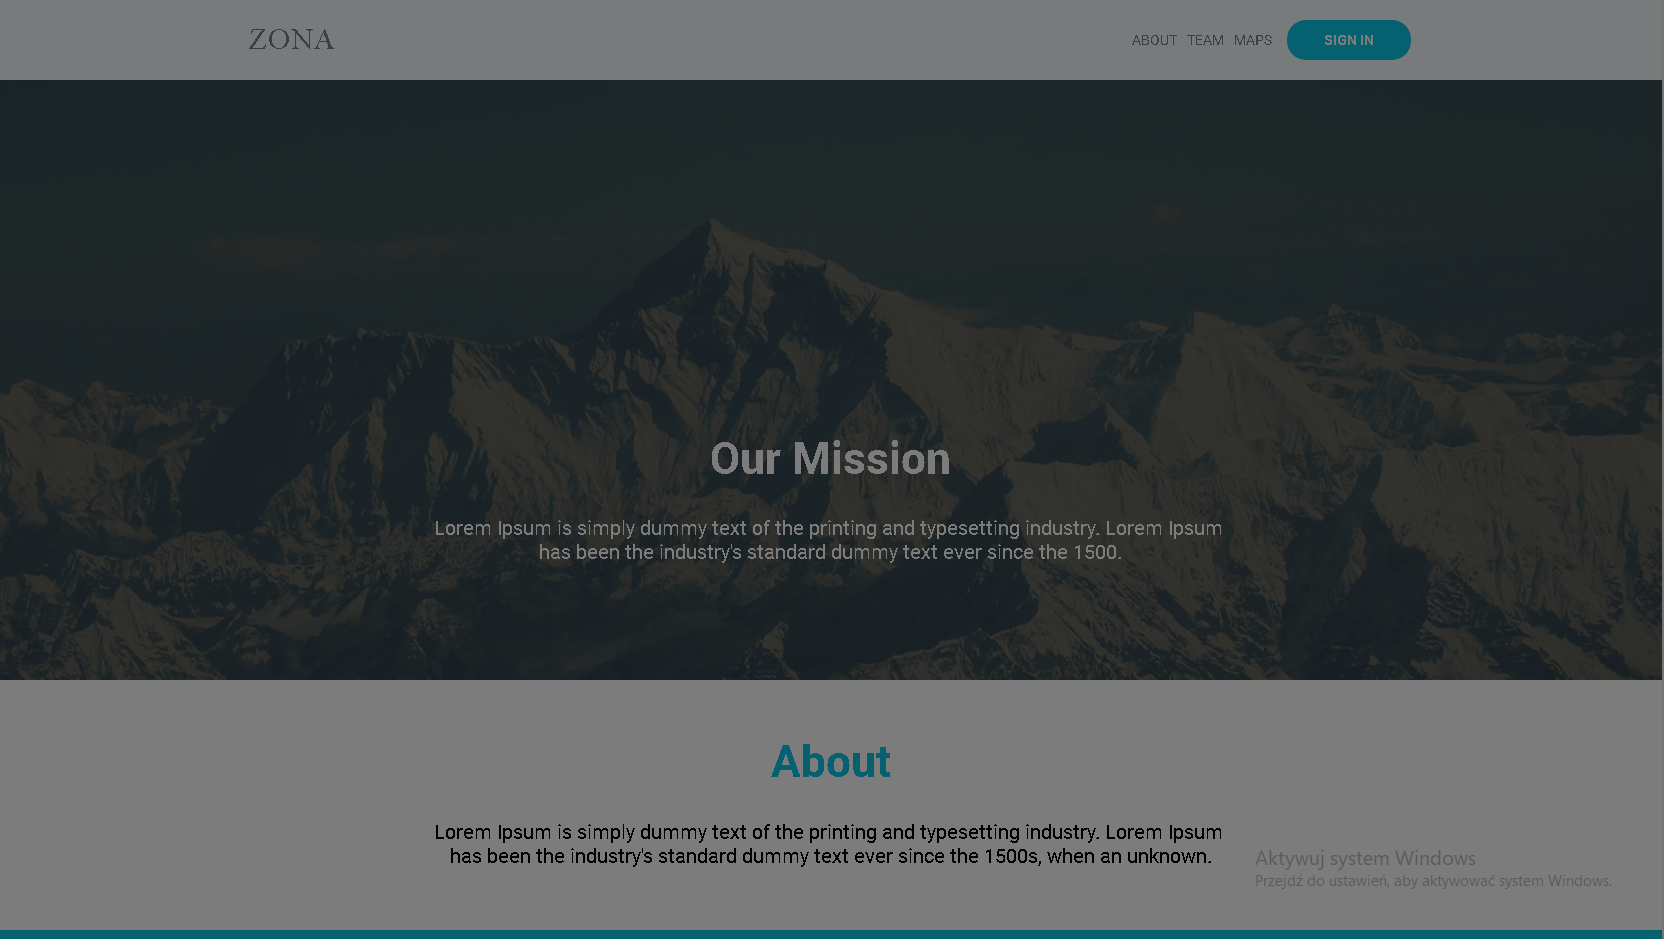 ZONA
ABOUT TEAM MAPS SIGN IN
Our Mission
Lorem Ipsum is simply dummy text of the printing and typesetting industry. Lorem Ipsum
has been the industry's standard dummy text ever since the 1500.
About
Lorem Ipsum is simply dummy text of the printing and typesetting industry. Lorem Ipsum
has been the industry's standard dummy text ever since the 1500s, when an unknown.
Aktywuj system Windows
Przejdź do ustawień, aby aktywować system Windows.